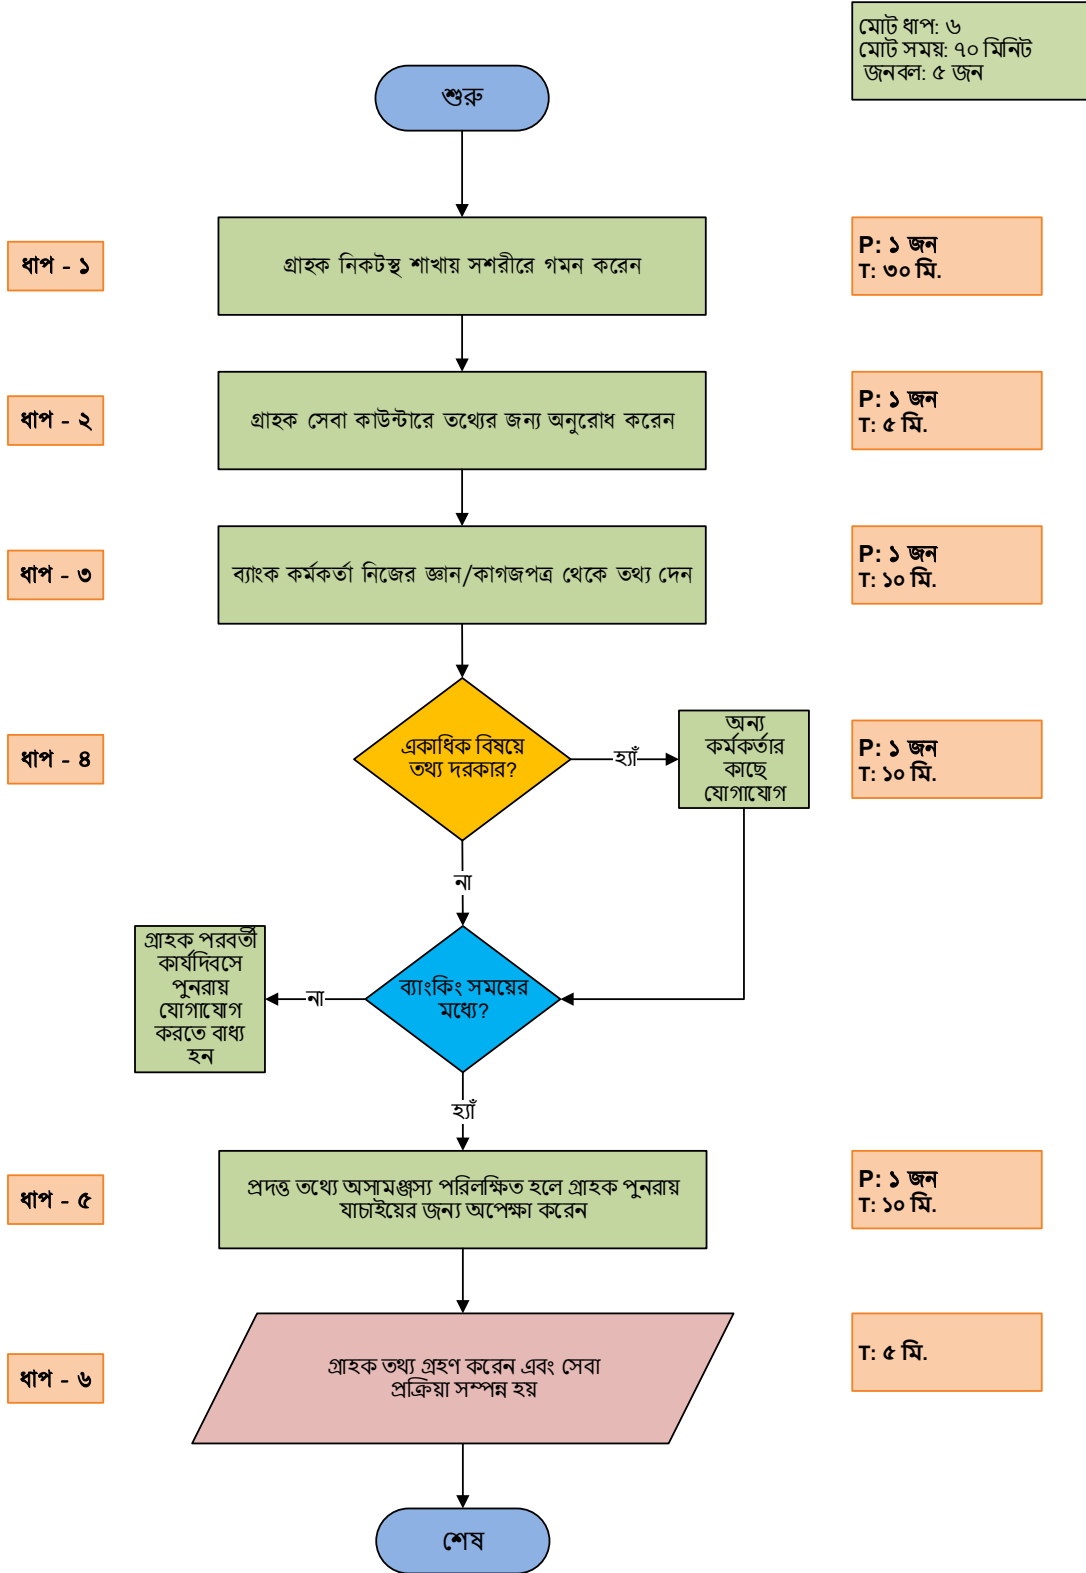 মোট ধাপ: ৬
মোট সময়: ৭০ মিনিট
জনবল: ৫ জন
শুরু
ধাপ - ১
গ্রাহক নিকটস্থ শাখায় সশরীরে গমন করেন
P: ১ জন
T: ৩০ মি.
ধাপ - ২
গ্রাহক সেবা কাউন্টারে তথ্যের জন্য অনুরোধ করেন
P: ১ জন
T: ৫ মি.
ধাপ - ৩
ব্যাংক কর্মকর্তা নিজের জ্ঞান/কাগজপত্র থেকে তথ্য দেন
P: ১ জন
T: ১০ মি.
ধাপ - ৪
একাধিক বিষয়ে
তথ্য দরকার?
হ্যাঁ
অন্য
কর্মকর্তার
কাছে
যোগাযোগ
P: ১ জন
T: ১০ মি.
না
গ্রাহক পরবর্তী
কার্যদিবসে
পুনরায়
যোগাযোগ
করতে বাধ্য
হন
না
ব্যাংকিং সময়ের
মধ্যে?
হ্যাঁ
ধাপ - ৫
প্রদত্ত তথ্যে অসামঞ্জস্য পরিলক্ষিত হলে গ্রাহক পুনরায়
যাচাইয়ের জন্য অপেক্ষা করেন
P: ১ জন
T: ১০ মি.
ধাপ - ৬
গ্রাহক তথ্য গ্রহণ করেন এবং সেবা
প্রক্রিয়া সম্পন্ন হয়
T: ৫ মি.
শেষ